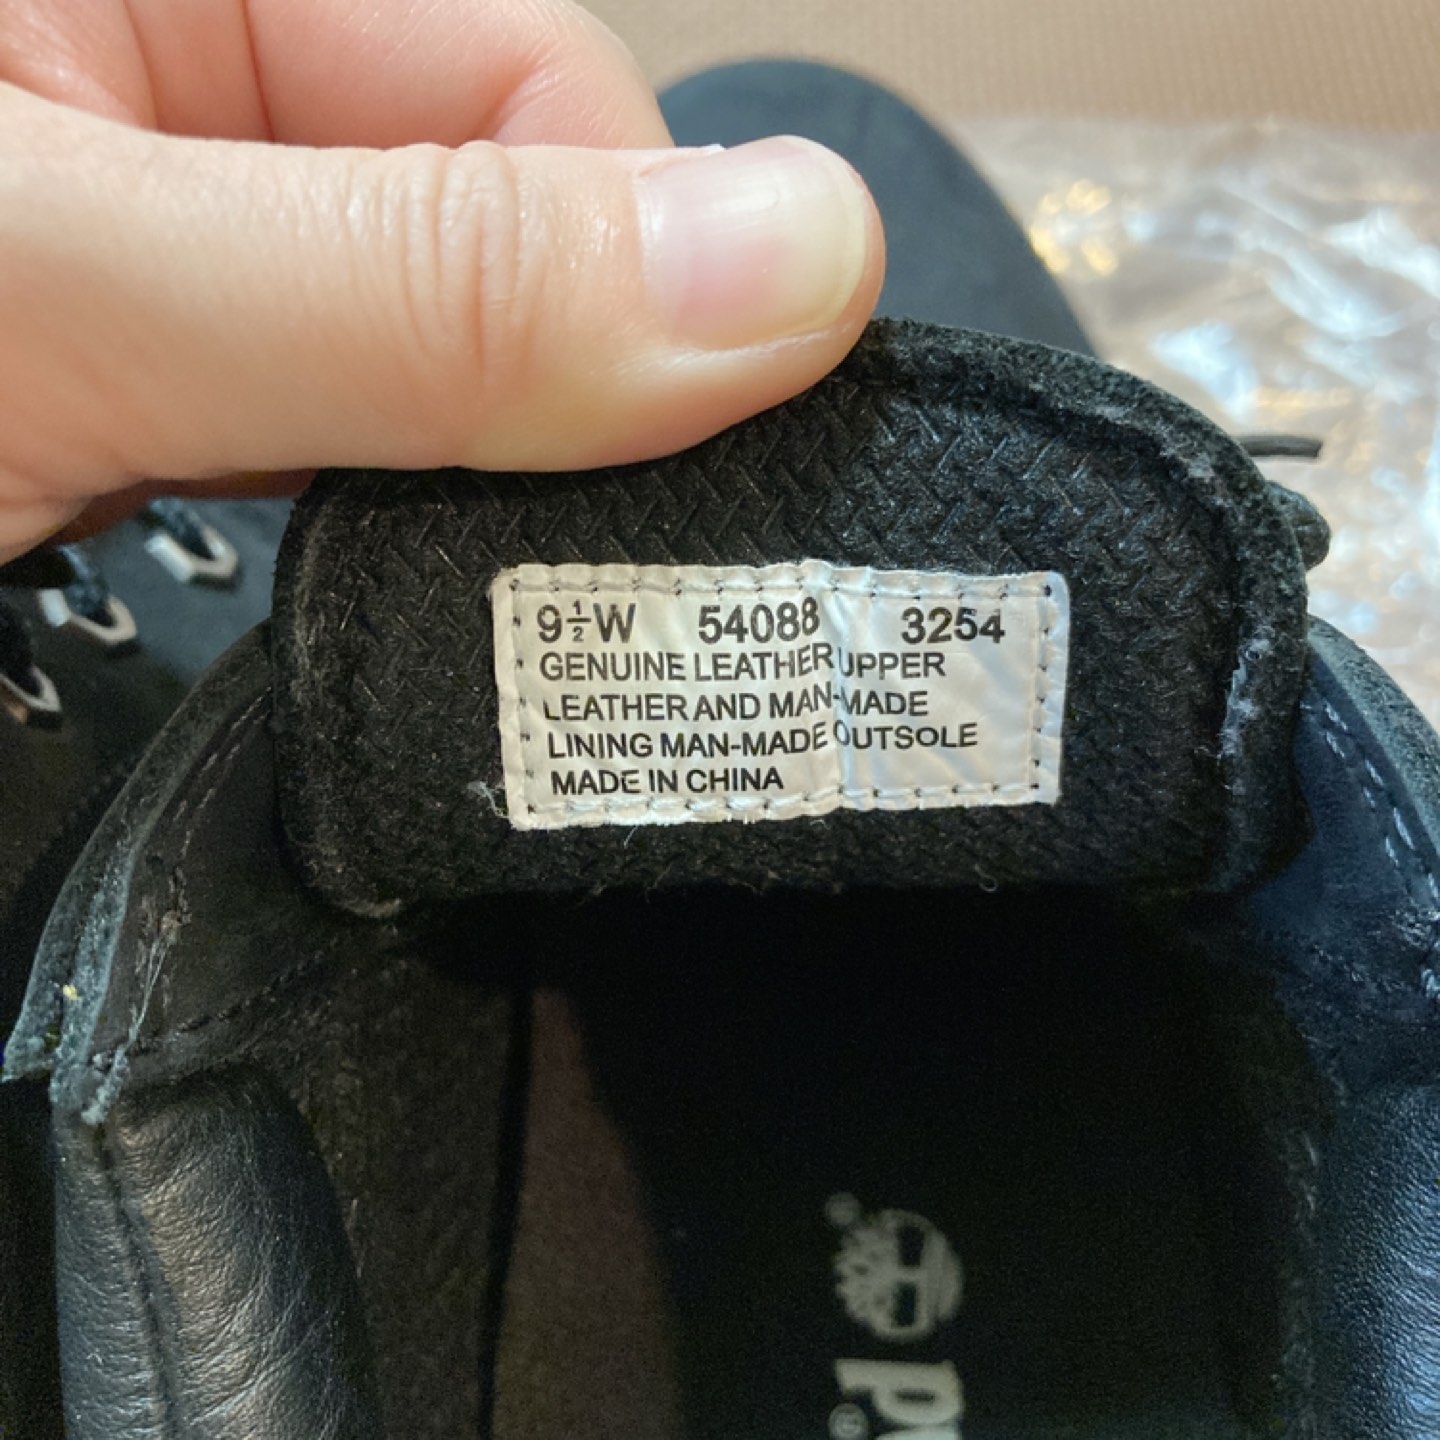 9½W 54088 3254
GENUINE LEATHER UPPER
LEATHER AND MAN-MADE
LINING MAN-MADE OUTSOLE
MADE IN CHINA
®
®